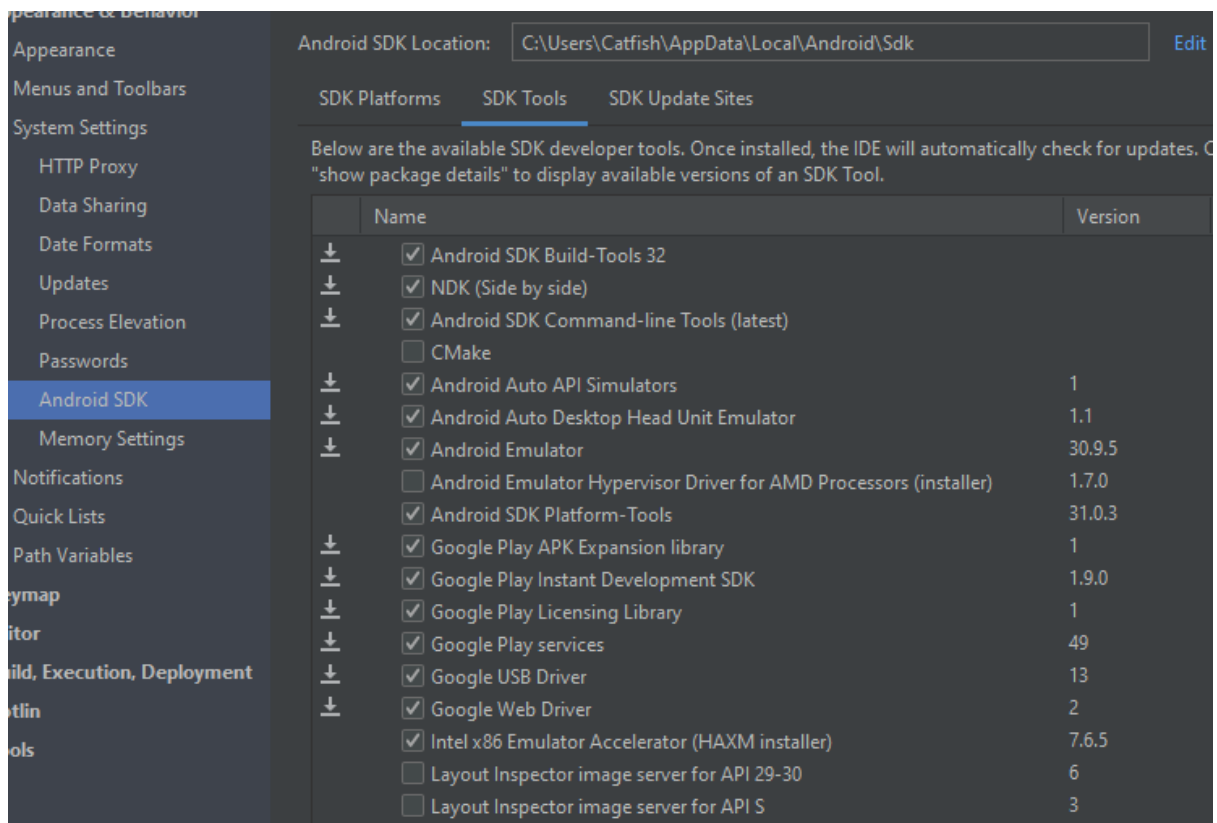 Appearance & Behavior
Appearance
Menus and Toolbars
System Settings
HTTP Proxy
Data Sharing
Date Formats
Updates
Process Elevation
Passwords
Android SDK
Memory Settings
Notifications
Quick Lists
Path Variables
eymap
itor
ild, Execution, Deployment
otlin
ols
Android SDK Location: C:\Users\Catfish\AppData\Local\Android\Sdk Edit
SDK Platforms SDK Tools SDK Update Sites
Below are the available SDK developer tools. Once installed, the IDE will automatically check for updates. C
"show package details" to display available versions of an SDK Tool.
Name Version
Android SDK Build-Tools 32
NDK (Side by side)
Android SDK Command-line Tools (latest)
CMake
Android Auto API Simulators 1
Android Auto Desktop Head Unit Emulator 1.1
Android Emulator 30.9.5
Android Emulator Hypervisor Driver for AMD Processors (installer) 1.7.0
Android SDK Platform-Tools 31.0.3
Google Play APK Expansion library 1
Google Play Instant Development SDK 1.9.0
Google Play Licensing Library 1
Google Play services 49
Google USB Driver 13
Google Web Driver 2
Intel x86 Emulator Accelerator (HAXM installer) 7.6.5
Layout Inspector image server for API 29-30 6
Layout Inspector image server for API S 3